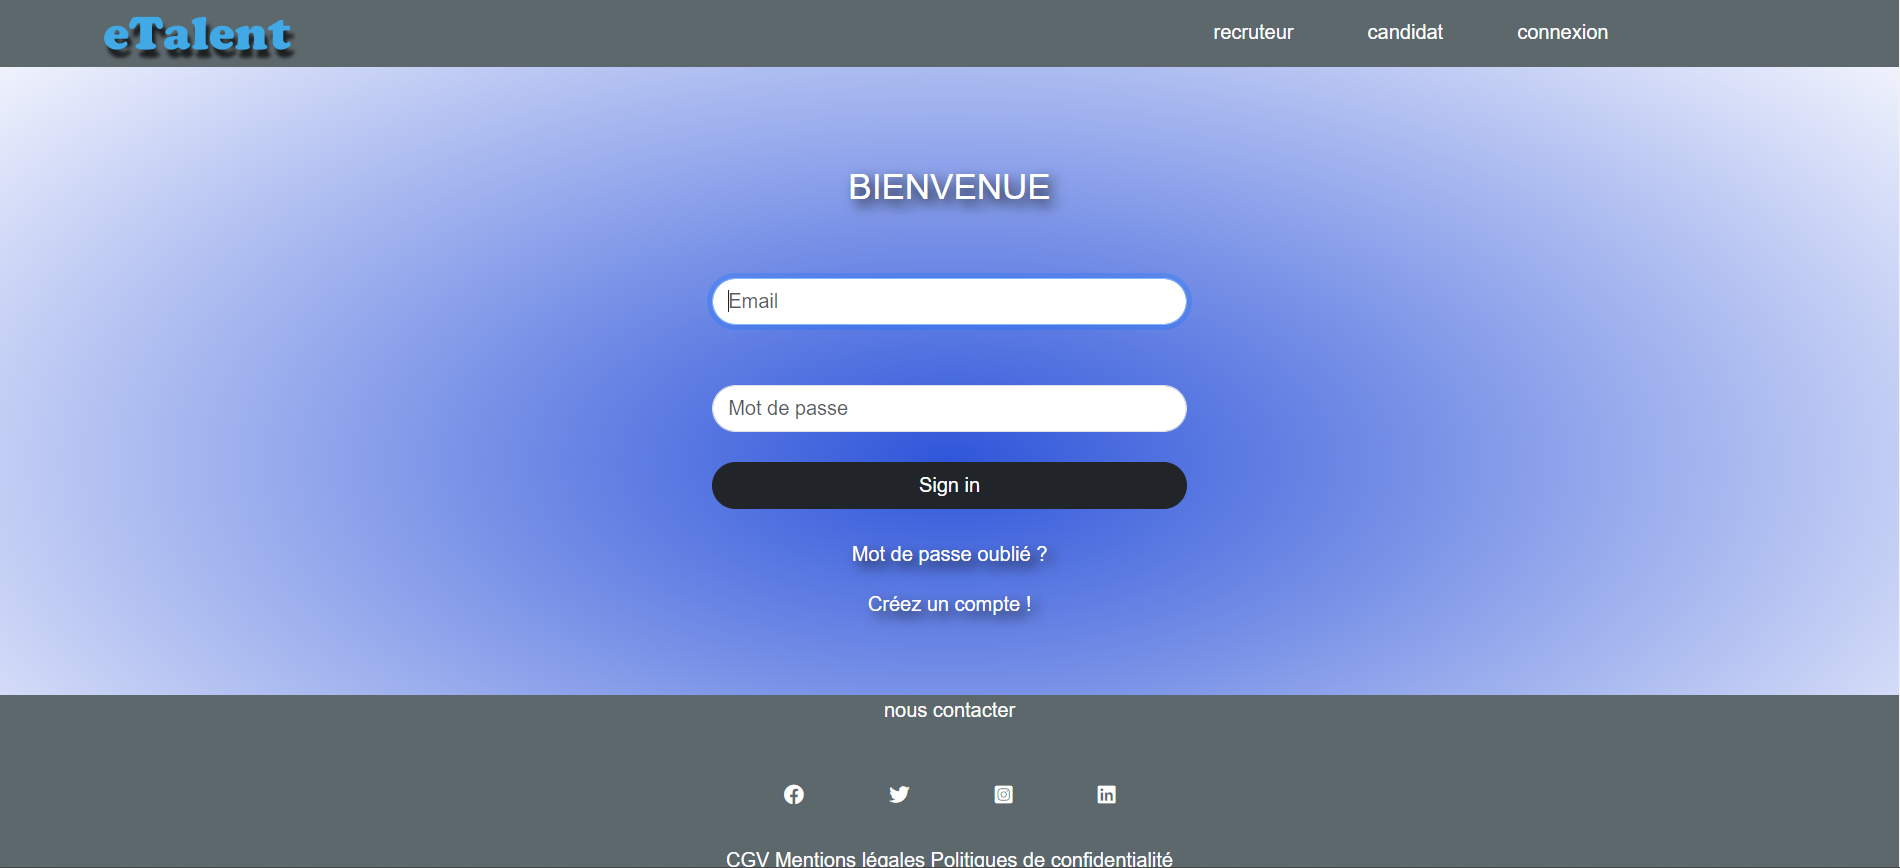 eTalent
recruteur candidat connexion
BIENVENUE
Email
Mot de passe
Sign in
Mot de passe oublié ?
Créez un compte !
nous contacter
CGV Mentions légales Politiques de confidentialité